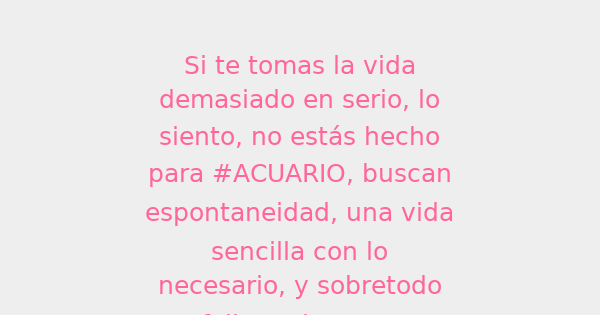 Si te tomas la vida
demasiado en serio, lo
siento, no estás hecho
para #ACUARIO, buscan
espontaneidad, una vida
sencilla con lo
necesario, y sobretodo